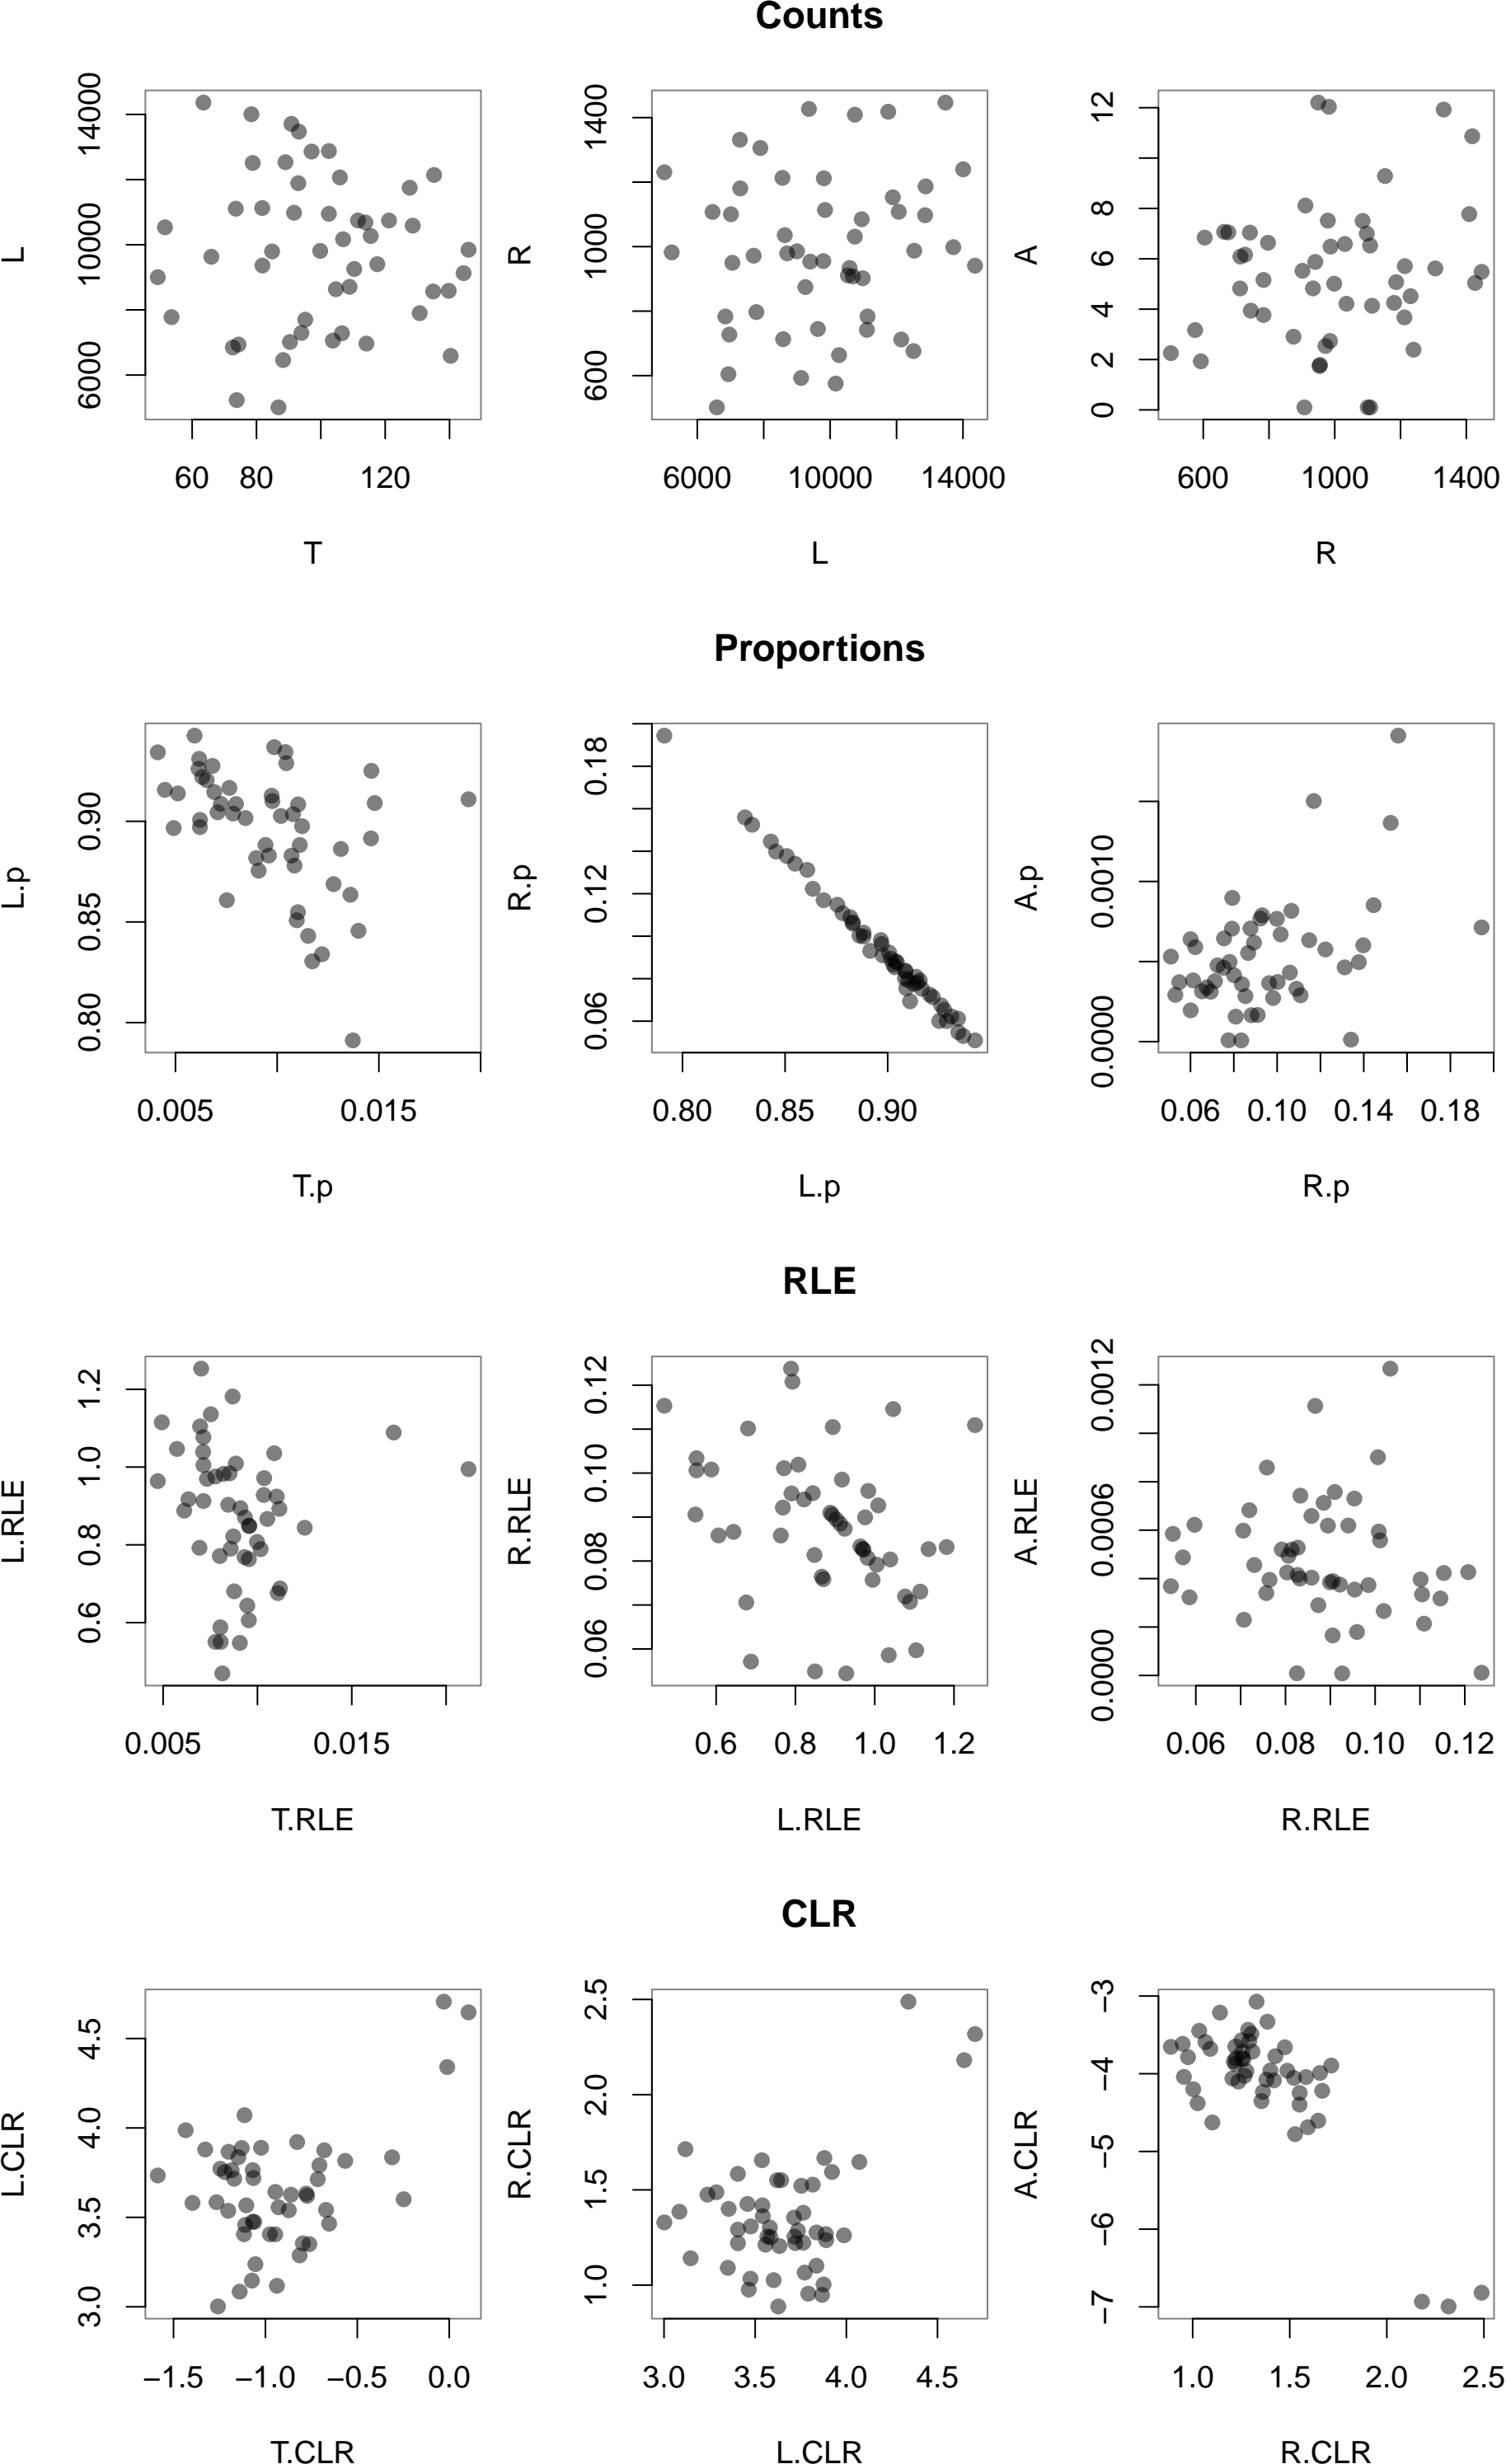 Counts
L
6000 10000 14000
60 80 120
T
R
600 1000 1400
6000 10000 14000
L
A
0 2 4 6 8 12
600 1000 1400
R
Proportions
L.p
0.80 0.85 0.90
0.005 0.015
T.p
R.p
0.06 0.12 0.18
0.80 0.85 0.90
L.p
A.p
0.0000 0.0010
0.06 0.10 0.14 0.18
R.p
RLE
L.RLE
0.6 0.8 1.0 1.2
0.005 0.015
T.RLE
R.RLE
0.06 0.08 0.10 0.12
0.6 0.8 1.0 1.2
L.RLE
A.RLE
0.0000 0.0006 0.0012
0.06 0.08 0.10 0.12
R.RLE
CLR
L.CLR
3.0 3.5 4.0 4.5
−1.5 −1.0 −0.5 0.0
T.CLR
R.CLR
1.0 1.5 2.0 2.5
3.0 3.5 4.0 4.5
L.CLR
A.CLR
−7 −6 −5 −4 −3
1.0 1.5 2.0 2.5
R.CLR